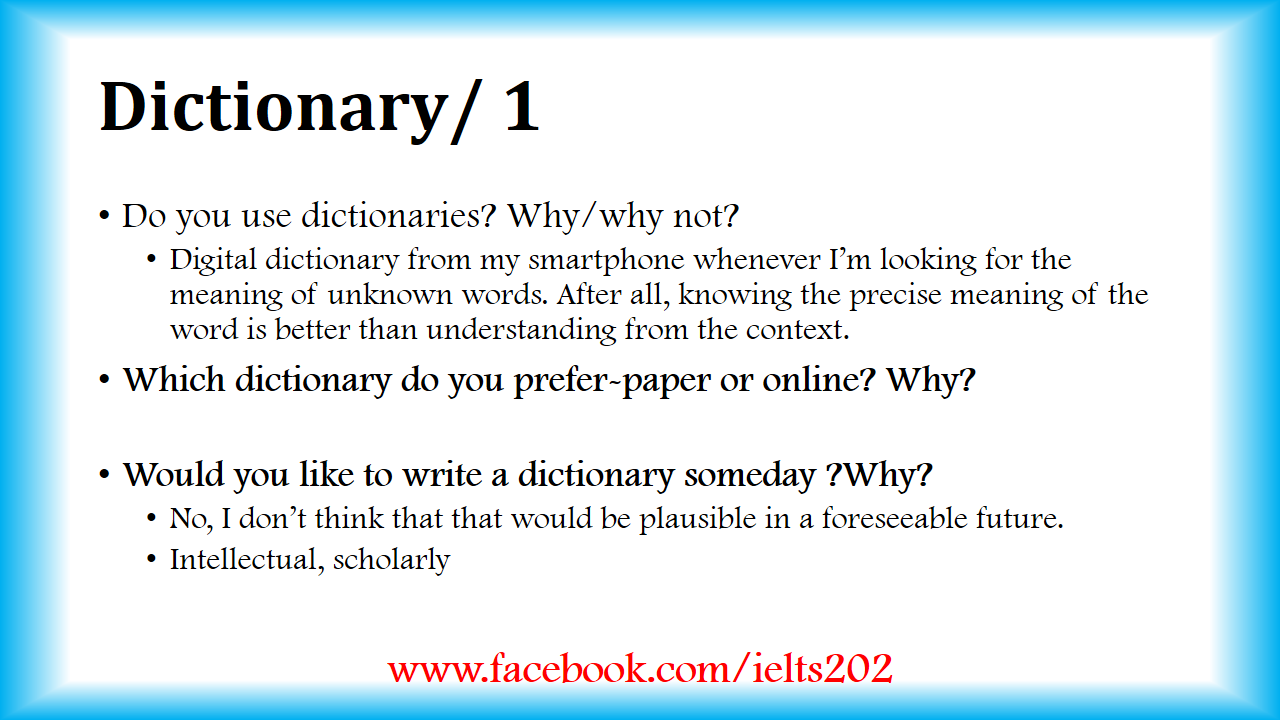 Dictionary/ 1
• Do you use dictionaries? Why/why not?
• Digital dictionary from my smartphone whenever I'm looking for the
meaning of unknown words. After all, knowing the precise meaning of the
word is better than understanding from the context.
• Which dictionary do you prefer-paper or online? Why?
• Would you like to write a dictionary someday ?Why?
• No, I don't think that that would be plausible in a foreseeable future.
• Intellectual, scholarly
www.facebook.com/ielts202